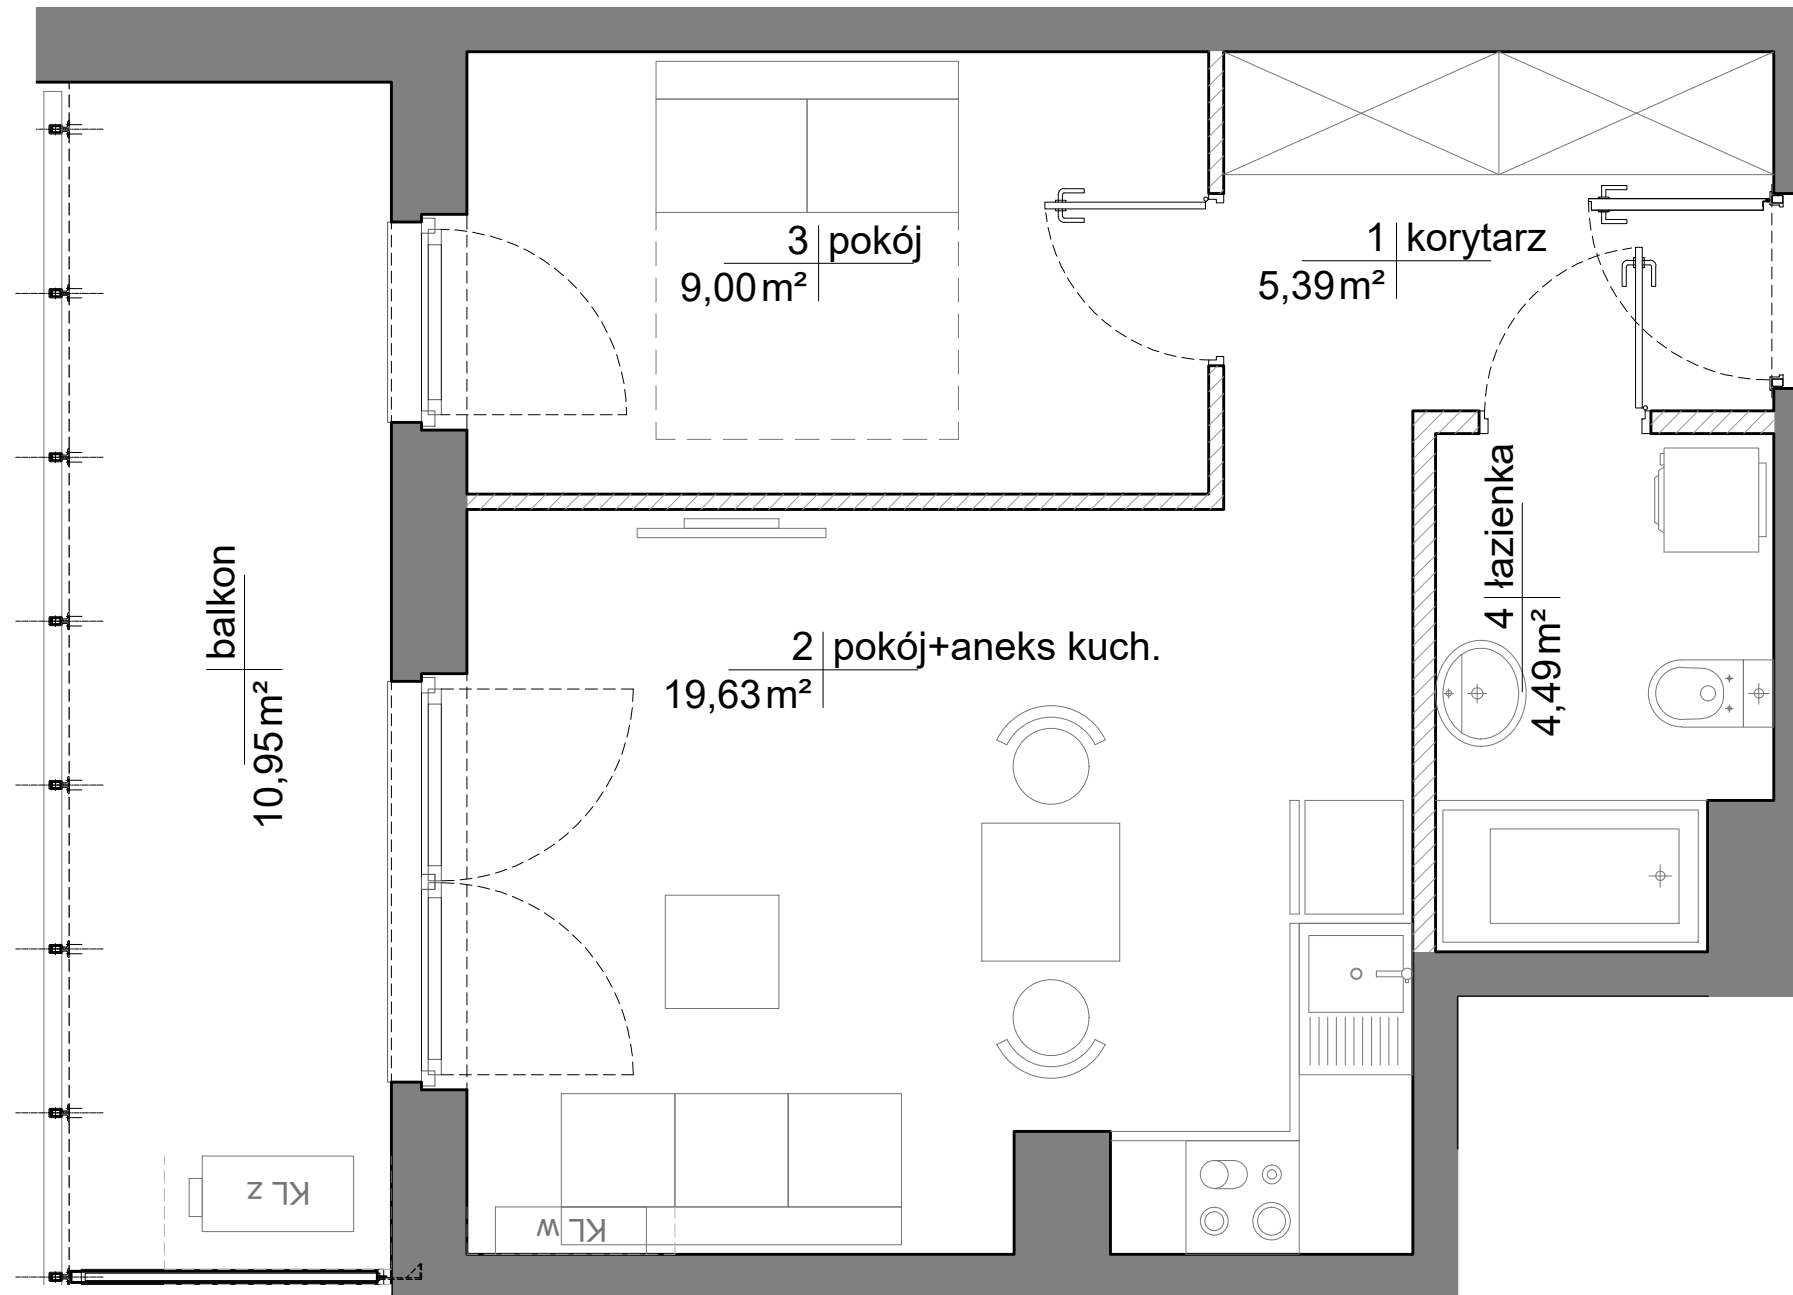 3 pokój
9,00 m²
1 korytarz
5,39 m²
balkon
10,95 m²
2 pokój+aneks kuch.
19,63 m²
4 łazienka
4,49 m²
KL z
KL w